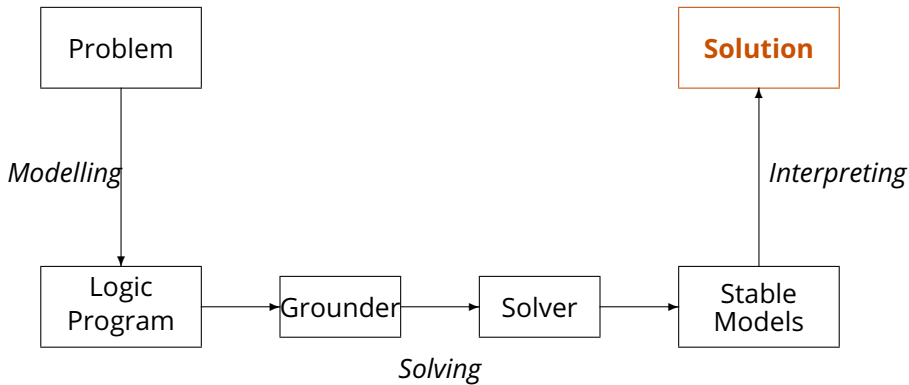 Problem
Solution
Modelling
Interpreting
Logic
Program
Grounder
Solver
Stable
Models
Solving